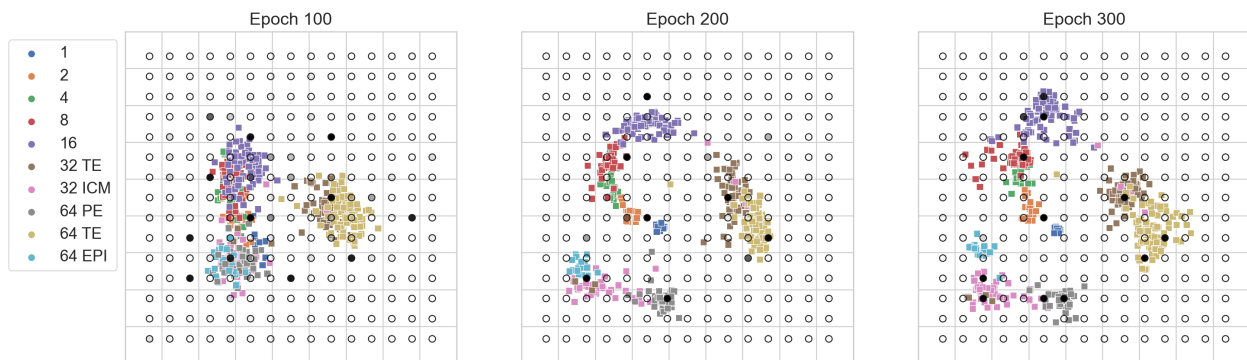 Epoch 100
Epoch 200
Epoch 300
1
2
4
8
16
32 TE
32 ICM
64 PE
64 TE
64 EPI